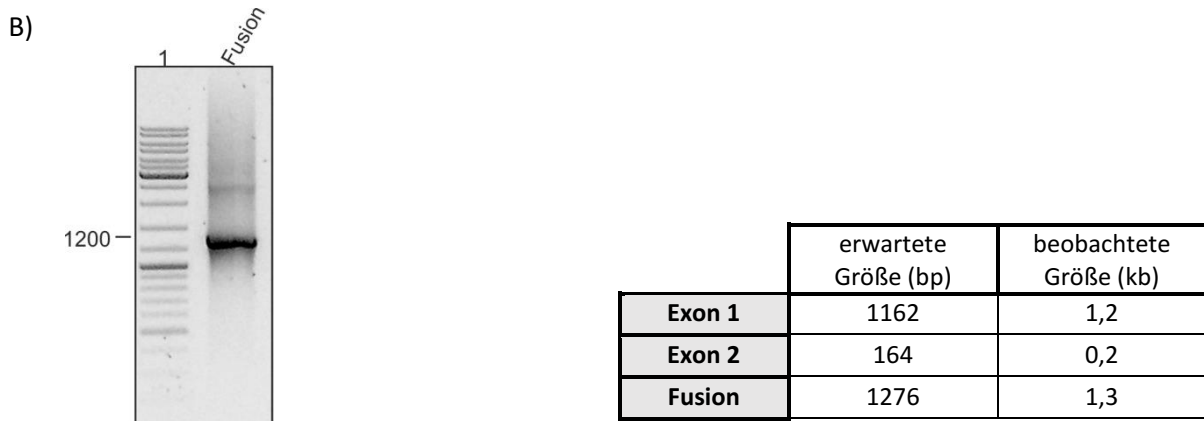 B)
1
Fusion
1200
erwartete
Größe (bp)
beobachtete
Größe (kb)
Exon 1 1162 1,2
Exon 2 164 0,2
Fusion 1276 1,3